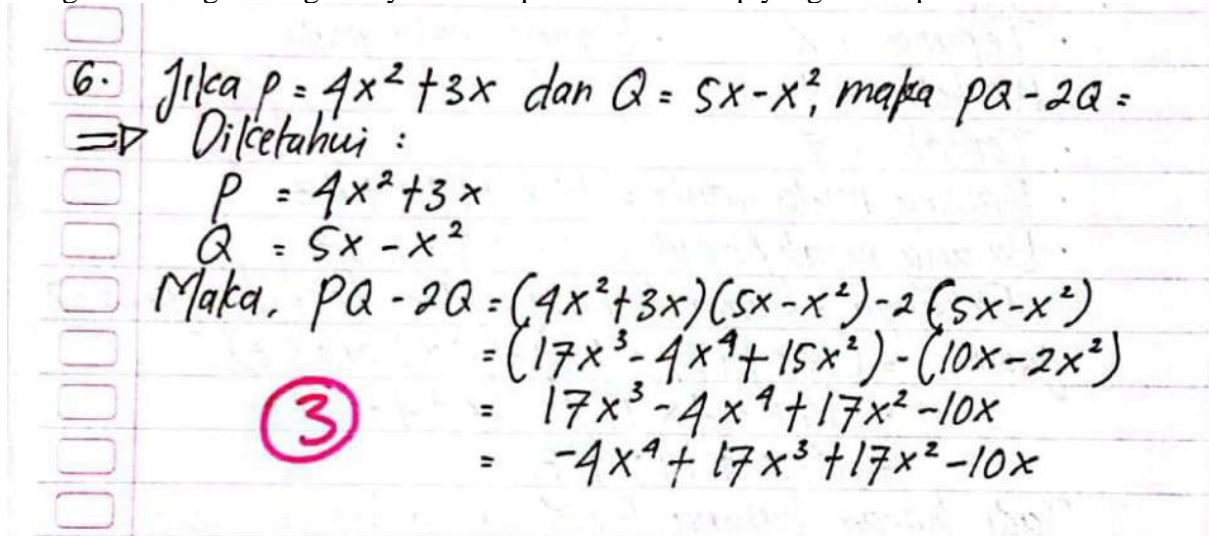 6. Jika p = 4x² + 3x dan Q = 5x - x², maka pQ - 2Q =
⇒ Diketahui :
P = 4x² + 3x
Q = 5x - x²
Maka, PQ - 2Q = (4x² + 3x)(5x - x²) - 2(5x - x²)
= (17x³ - 4x⁴ + 15x²) - (10x - 2x²)
= 17x³ - 4x⁴ + 17x² - 10x
= -4x⁴ + 17x³ + 17x² - 10x
3